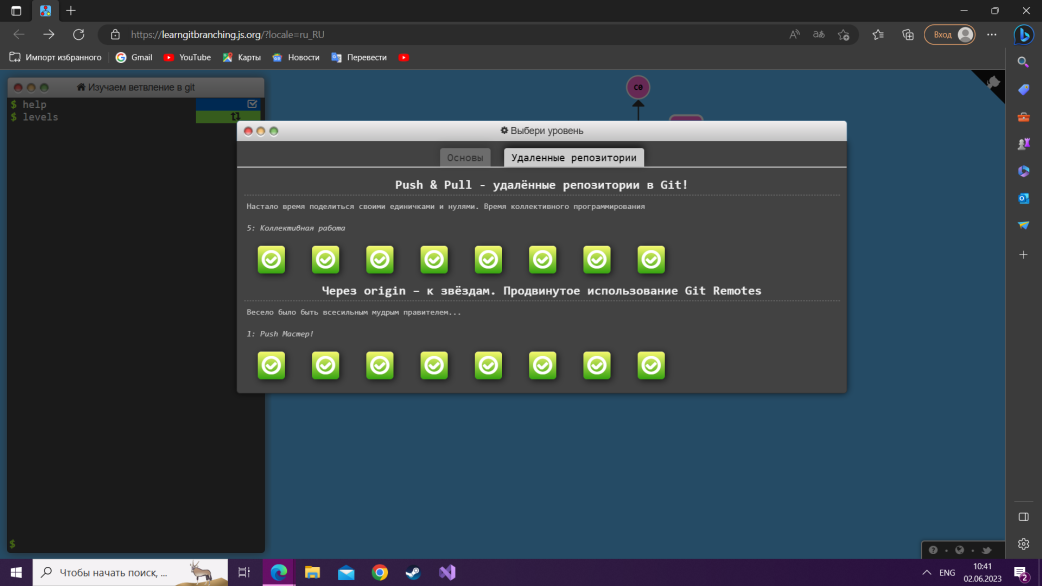 https://learngitbranching.js.org/?locale=ru_RU
Вход
Импорт избранного
Gmail
YouTube
Карты
Новости
Перевести
Изучаем ветвление в git
$ help
$ levels
$
C0
Выбери уровень
Основы
Удаленные репозитории
Push & Pull - удалённые репозитории в Git!
Настало время поделиться своими единичками и нулями. Время коллективного программирования
5: Коллективная работа
Через origin – к звёздам. Продвинутое использование Git Remotes
Весело было быть всесильным мудрым правителем...
1: Push Мастер!
Чтобы начать поиск, ...
ENG
10:41
02.06.2023
2